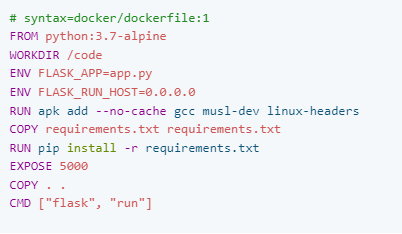 # syntax=docker/dockerfile:1
FROM python:3.7-alpine
WORKDIR /code
ENV FLASK_APP=app.py
ENV FLASK_RUN_HOST=0.0.0.0
RUN apk add --no-cache gcc musl-dev linux-headers
COPY requirements.txt requirements.txt
RUN pip install -r requirements.txt
EXPOSE 5000
COPY . .
CMD ["flask", "run"]